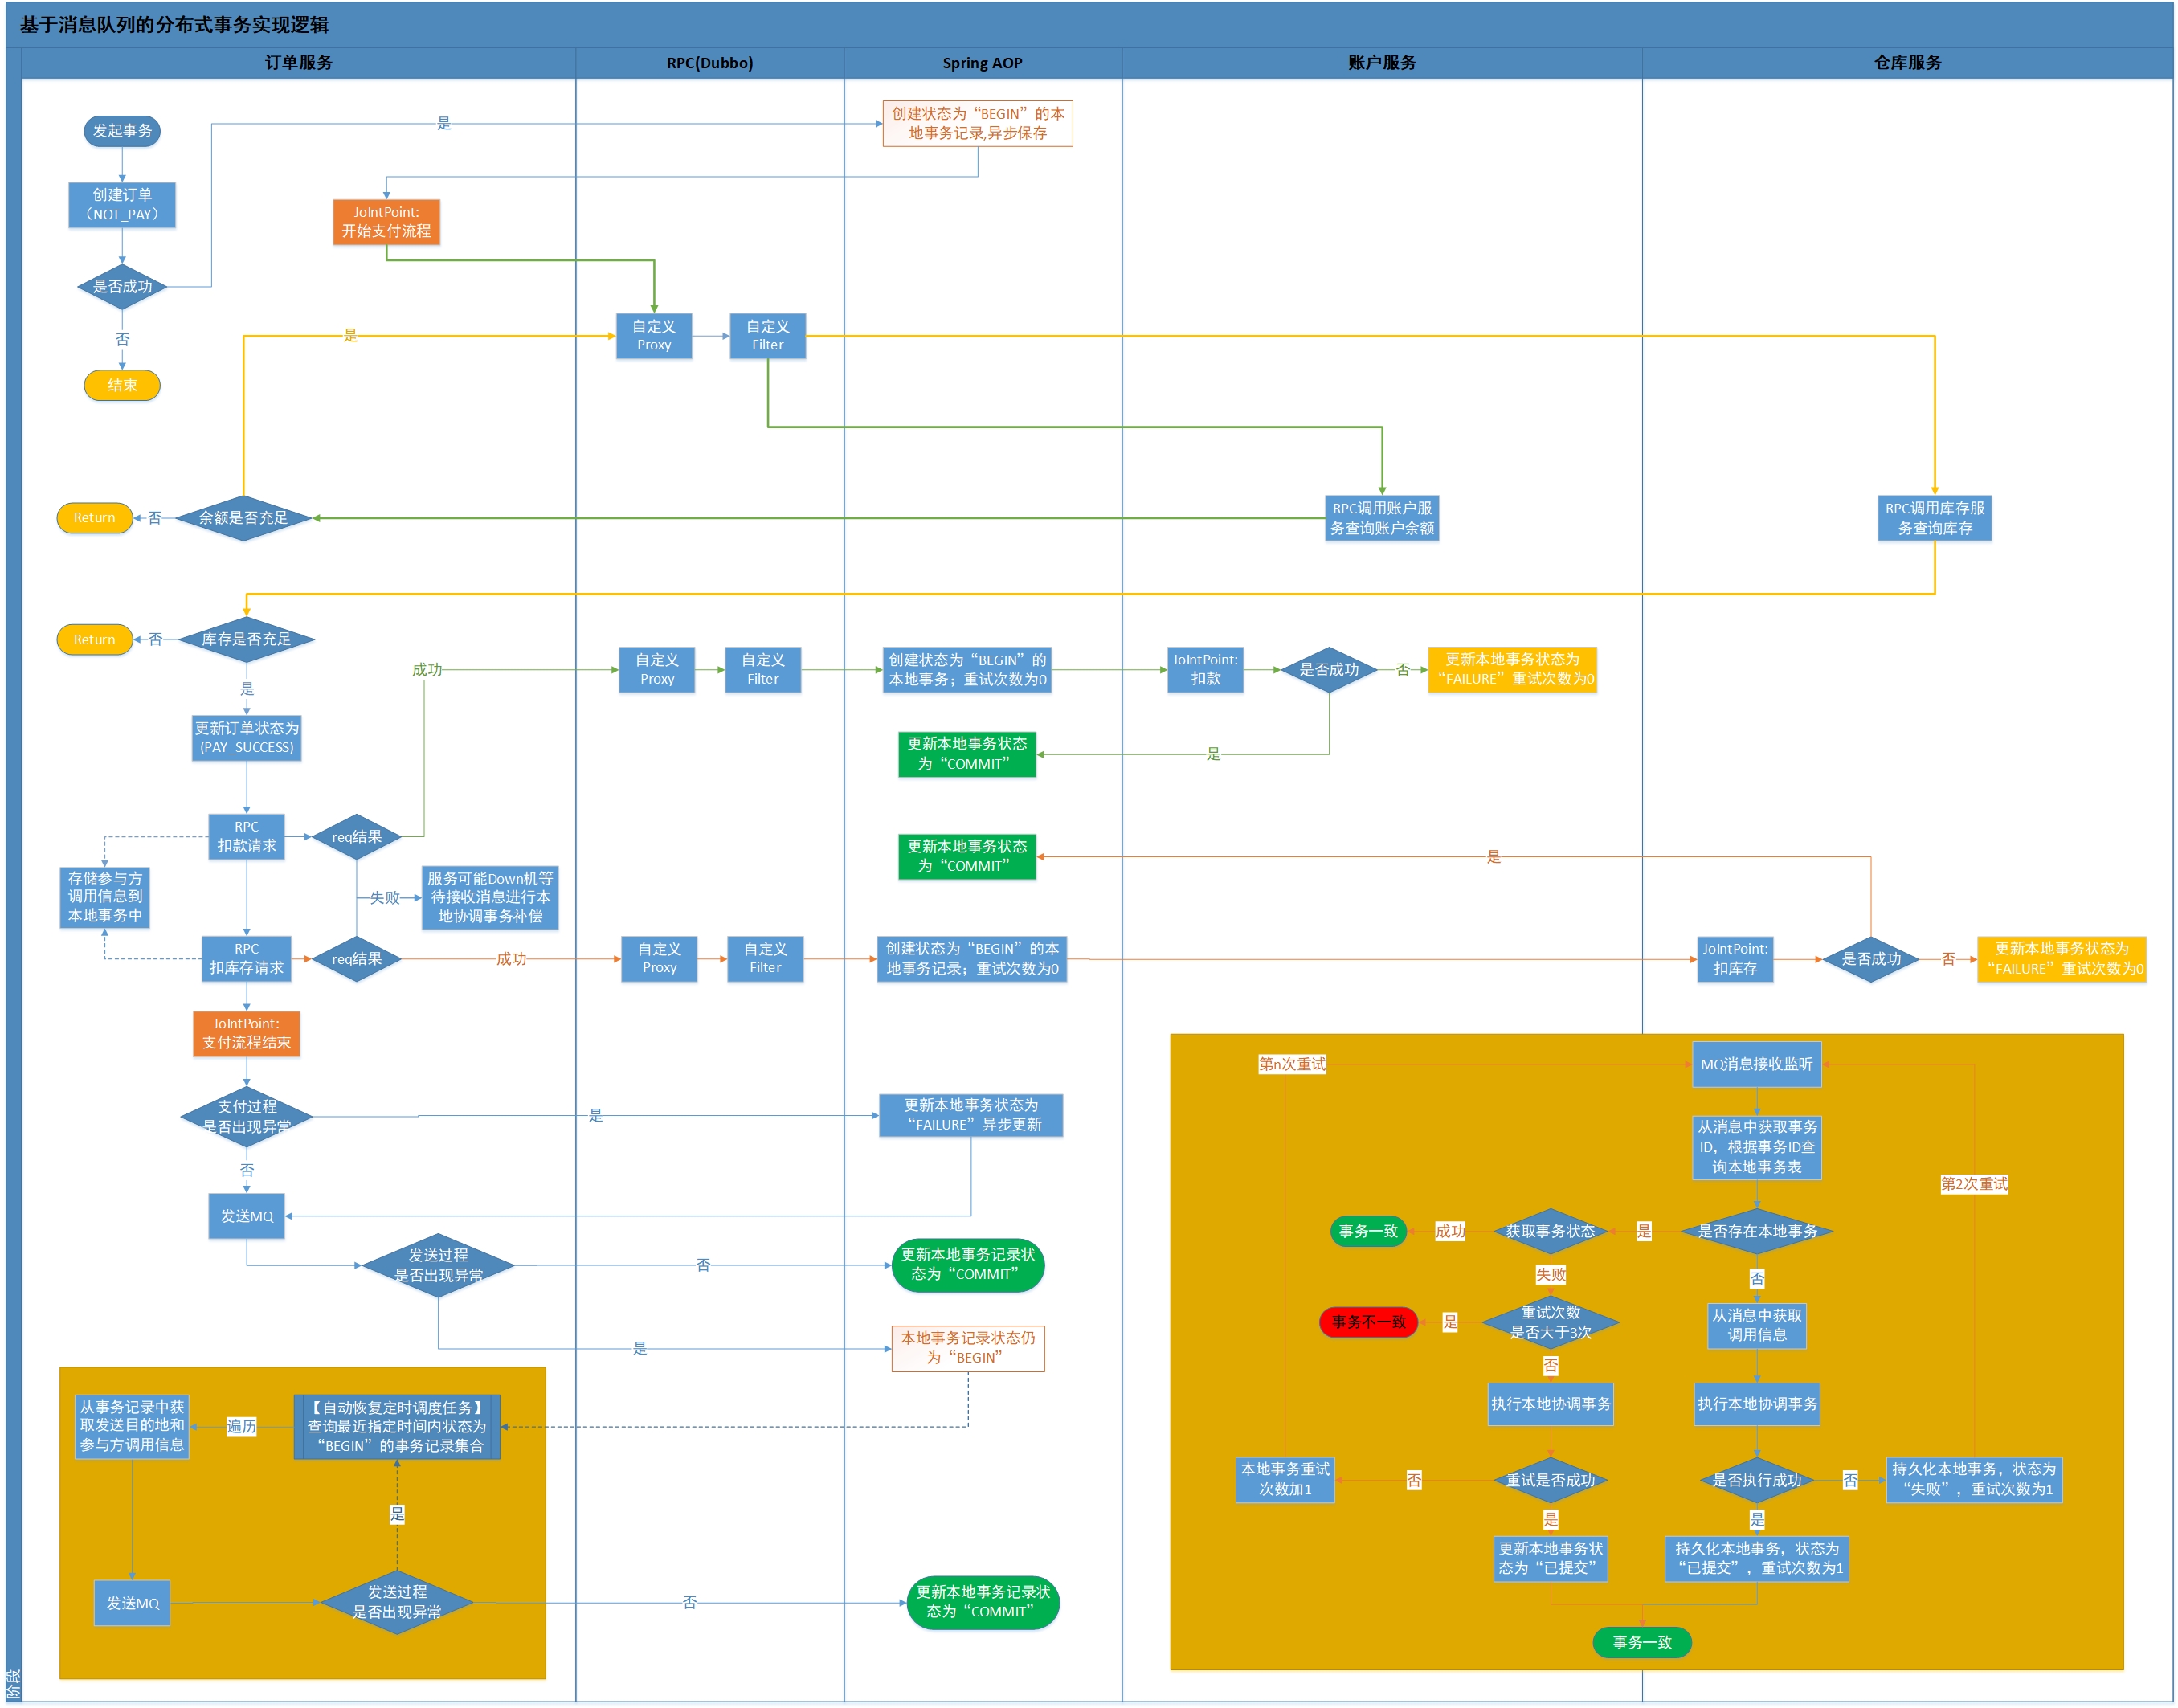 基于消息队列的分布式事务实现逻辑
订单服务
RPC(Dubbo)
Spring AOP
账户服务
仓库服务
阶段
发起事务
是
创建状态为“BEGIN”的本
地事务记录,异步保存
创建订单
（NOT_PAY）
JoIntPoint:
开始支付流程
是否成功
否
结束
是
自定义
Proxy
自定义
Filter
Return
否
余额是否充足
RPC调用账户服
务查询账户余额
RPC调用库存服
务查询库存
Return
否
库存是否充足
是
成功
自定义
Proxy
自定义
Filter
创建状态为“BEGIN”的
本地事务；重试次数为0
JoIntPoint:
扣款
是否成功
否
更新本地事务状态为
“FAILURE”重试次数为0
更新订单状态为
(PAY_SUCCESS)
更新本地事务状态
为“COMMIT”
是
RPC
扣款请求
req结果
更新本地事务状态
为“COMMIT”
是
存储参与方
调用信息到
本地事务中
失败
服务可能Down机等
待接收消息进行本
地协调事务补偿
RPC
扣库存请求
req结果
成功
自定义
Proxy
自定义
Filter
创建状态为“BEGIN”的本
地事务记录；重试次数为0
JoIntPoint:
扣库存
是否成功
否
更新本地事务状态为
“FAILURE”重试次数为0
JoIntPoint:
支付流程结束
支付过程
是否出现异常
是
更新本地事务状态为
“FAILURE”异步更新
否
发送MQ
发送过程
是否出现异常
否
更新本地事务记录状
态为“COMMIT”
是
本地事务记录状态仍
为“BEGIN”
从事务记录中获
取发送目的地和
参与方调用信息
遍历
【自动恢复定时调度任务】
查询最近指定时间内状态为
“BEGIN”的事务记录集合
是
发送MQ
发送过程
是否出现异常
否
更新本地事务记录状
态为“COMMIT”
第n次重试
MQ消息接收监听
从消息中获取事务
ID，根据事务ID查
询本地事务表
第2次重试
事务一致
成功
获取事务状态
是
是否存在本地事务
失败
否
事务不一致
是
重试次数
是否大于3次
从消息中获取
调用信息
否
执行本地协调事务
执行本地协调事务
本地事务重试
次数加1
否
重试是否成功
是否执行成功
否
持久化本地事务，状态为
“失败”，重试次数为1
是
是
更新本地事务状
态为“已提交”
持久化本地事务，状态为
“已提交”，重试次数为1
事务一致